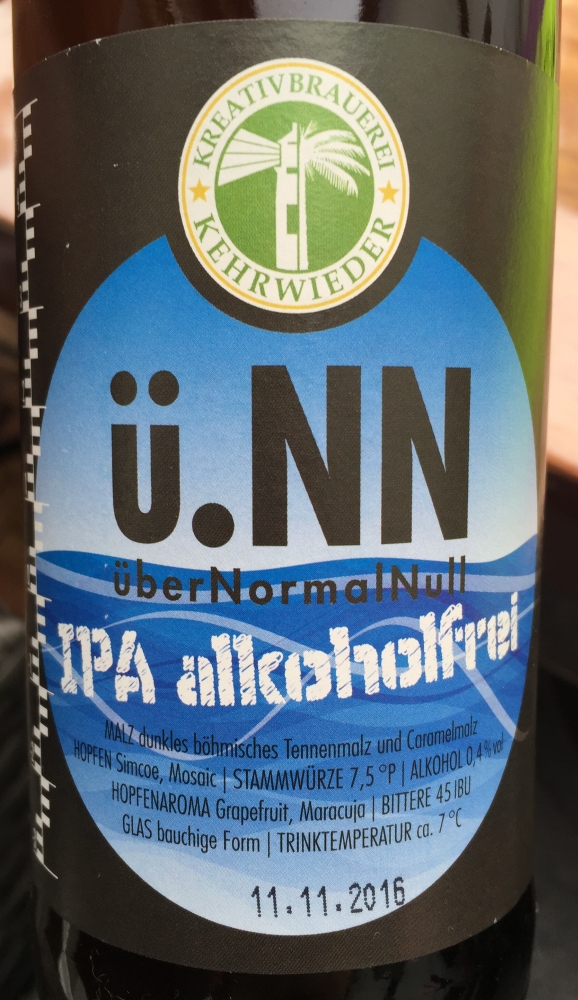 KREATIVBRAUEREI
KEHRWIEDER
ü.NN
überNormalNull
IPA alkoholfrei
MALZ dunkles böhmisches Tennenmalz und Caramelmalz
HOPFEN Simcoe, Mosaic | STAMMWÜRZE 7,5 °P | ALKOHOL 0,4 % vol
HOPFENAROMA Grapefruit, Maracuja | BITTERE 45 IBU
GLAS bauchige Form | TRINKTEMPERATUR ca. 7 °C
11.11.2016